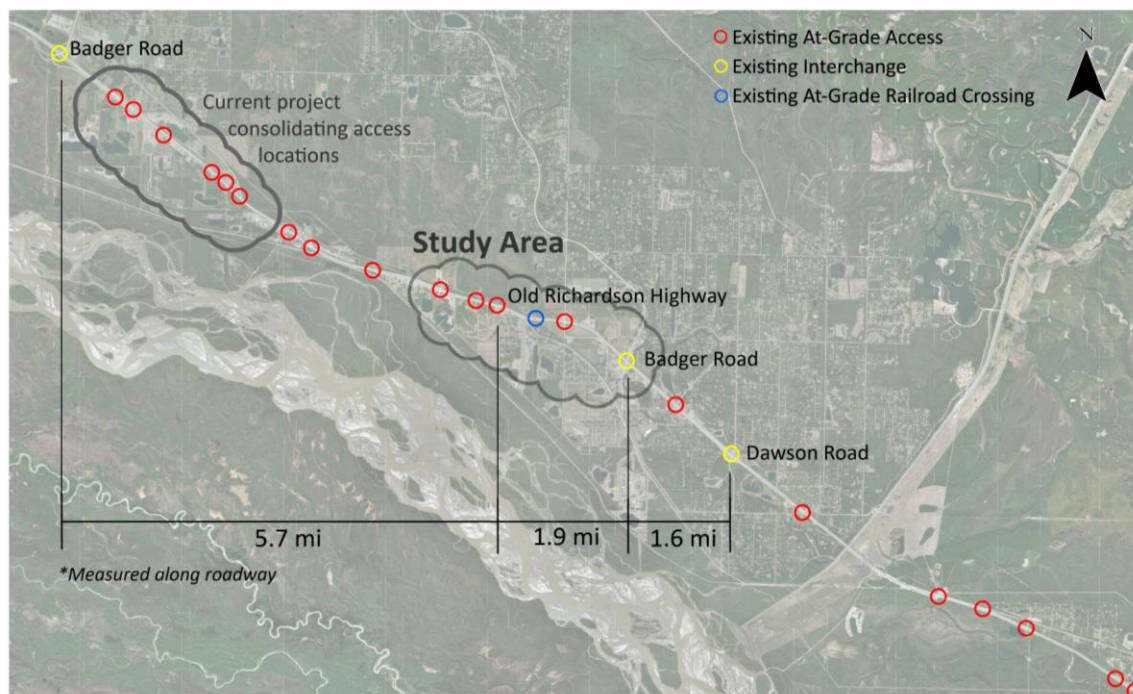 Badger Road
Existing At-Grade Access
Existing Interchange
Existing At-Grade Railroad Crossing
N
Current project
consolidating access
locations
Study Area
Old Richardson Highway
Badger Road
Dawson Road
5.7 mi
1.9 mi
1.6 mi
*Measured along roadway